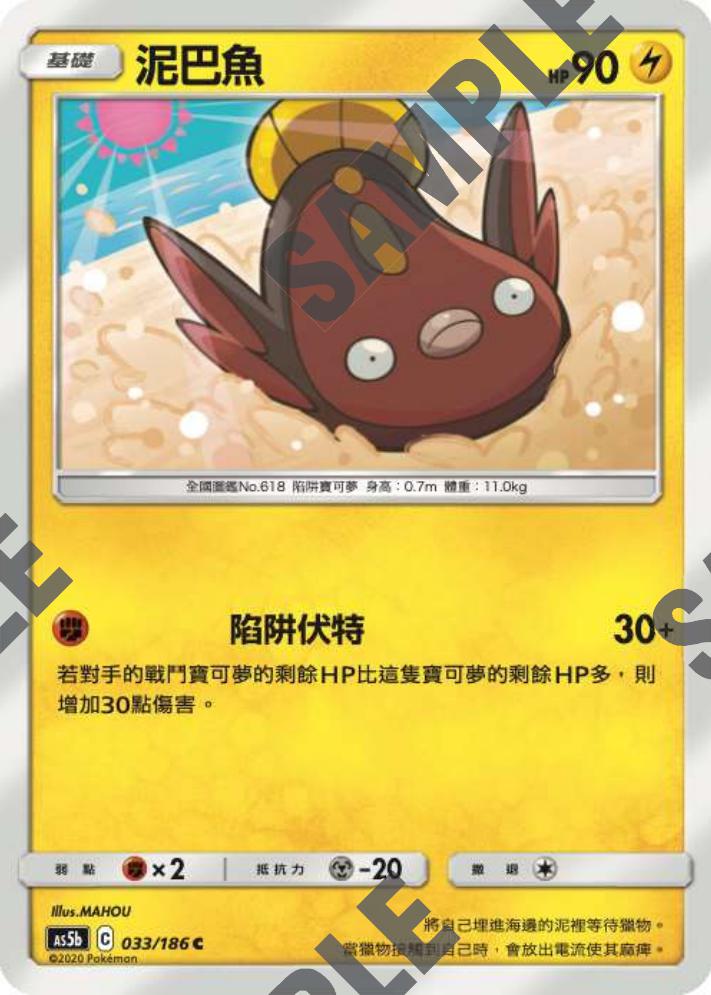 基礎 泥巴魚 HP90
SAMPLE
全國圖鑑No.618 陷阱寶可夢 身高：0.7m 體重：11.0kg
陷阱伏特 30+
若對手的戰鬥寶可夢的剩餘HP比這隻寶可夢的剩餘HP多，則
增加30點傷害。
弱點 ×2 抵抗力 -20 撤退
Illus.MAHOU
AS5b C 033/186 C
©2020 Pokémon
將自己埋進海邊的泥裡等待獵物。
當獵物接觸到自己時，會放出電流使其麻痺。